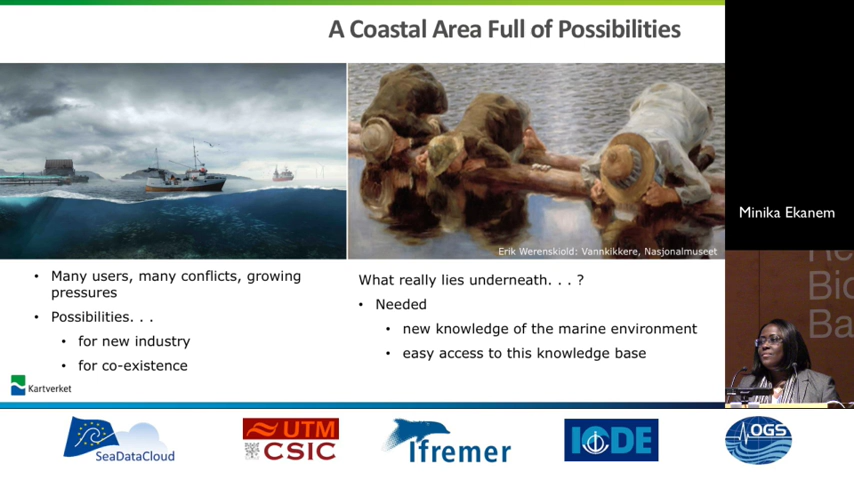 A Coastal Area Full of Possibilities
Erik Werenskiold: Vannkikkere, Nasjonalmuseet
• Many users, many conflicts, growing
pressures
• Possibilities. . .
• for new industry
• for co-existence
What really lies underneath. . . ?
• Needed
• new knowledge of the marine environment
• easy access to this knowledge base
Kartverket
Minika Ekanem
Bio
Ba
SeaDataCloud
UTM
CSIC
Ifremer
IODE
OGS